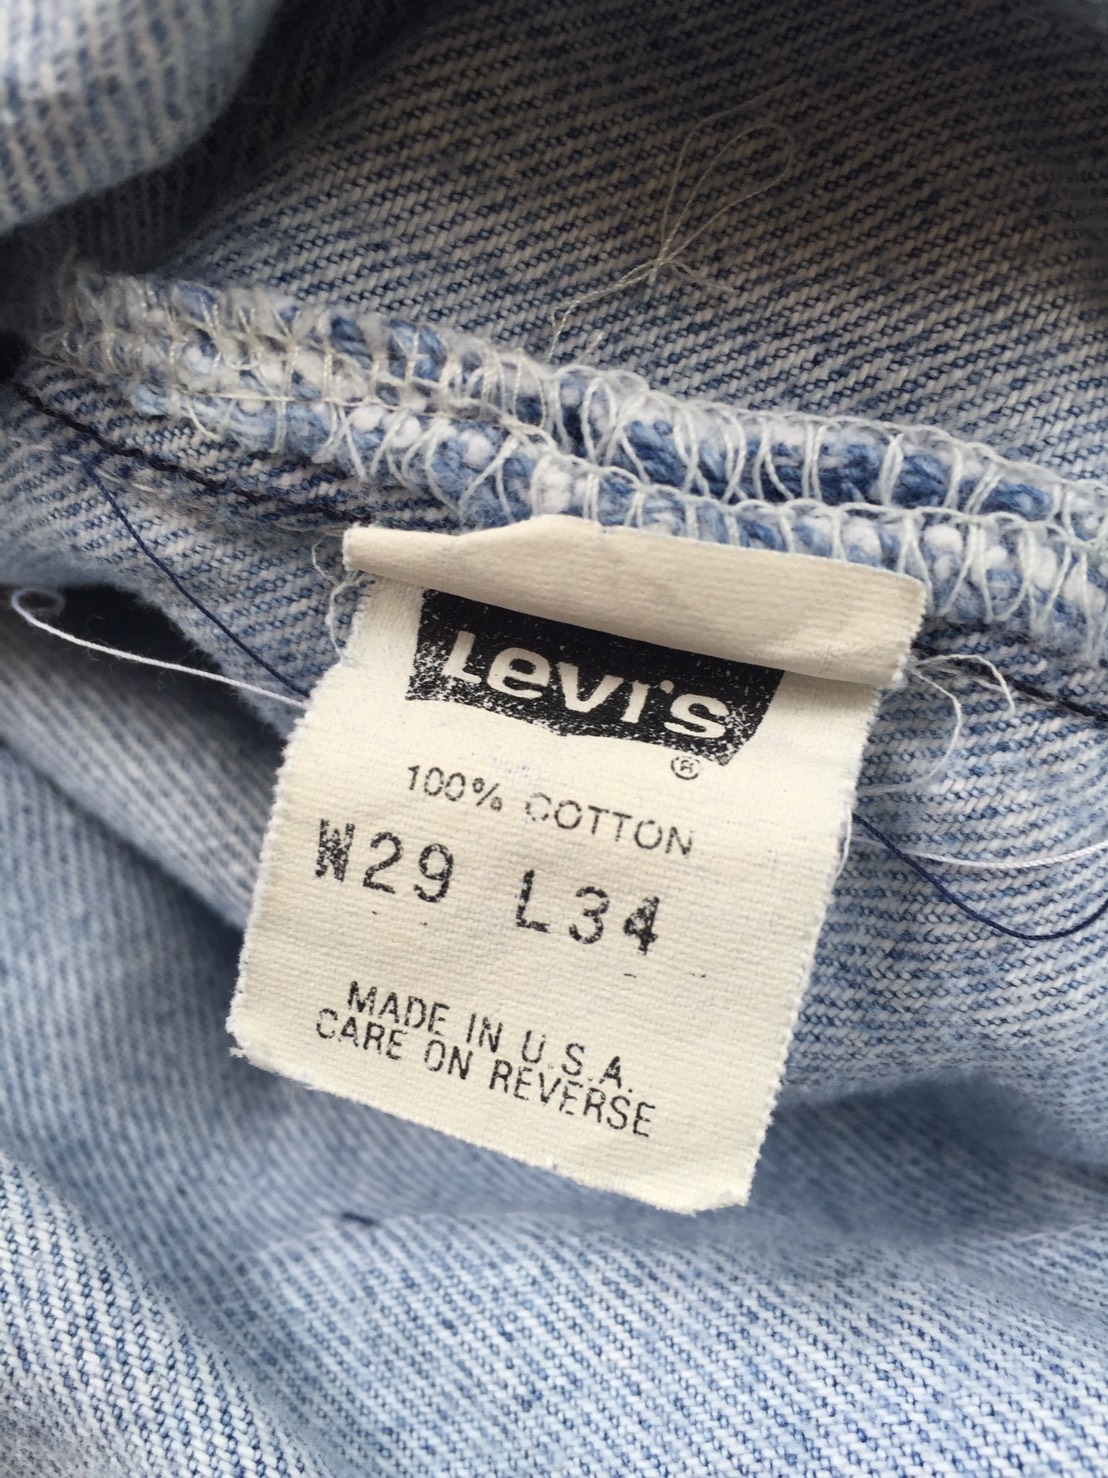 Levi's
®
100% COTTON
W29 L34
MADE IN U.S.A.
CARE ON REVERSE